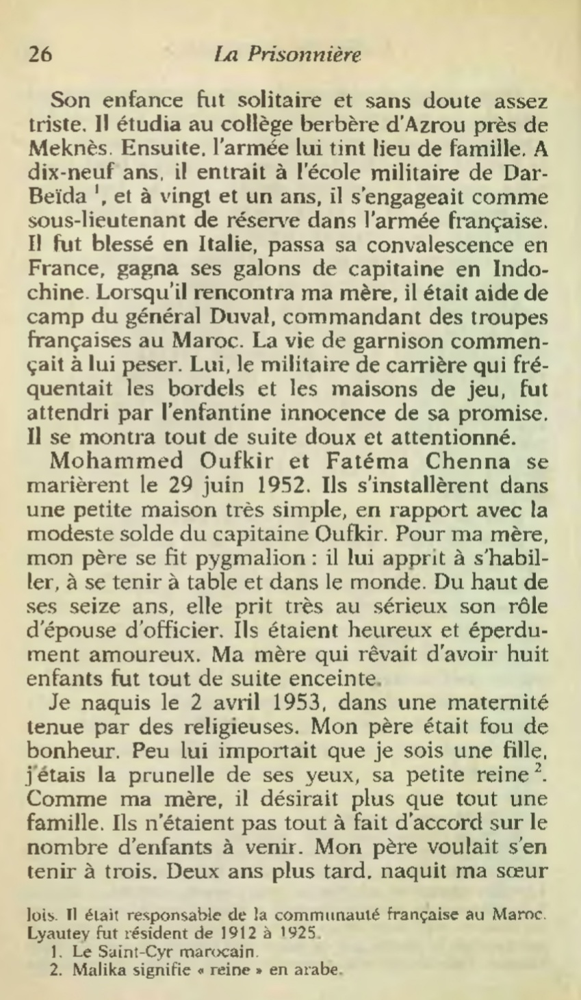 26 La Prisonnière
Son enfance fut solitaire et sans doute assez
triste. Il étudia au collège berbère d'Azrou près de
Meknès. Ensuite, l'armée lui tint lieu de famille. A
dix-neuf ans, il entrait à l'école militaire de Dar-
Beïda 1, et à vingt et un ans, il s'engageait comme
sous-lieutenant de réserve dans l'armée française.
Il fut blessé en Italie, passa sa convalescence en
France, gagna ses galons de capitaine en Indo-
chine. Lorsqu'il rencontra ma mère, il était aide de
camp du général Duval, commandant des troupes
françaises au Maroc. La vie de garnison commen-
çait à lui peser. Lui, le militaire de carrière qui fré-
quentait les bordels et les maisons de jeu, fut
attendri par l'enfantine innocence de sa promise.
Il se montra tout de suite doux et attentionné.
Mohammed Oufkir et Fatéma Chenna se
marièrent le 29 juin 1952. Ils s'installèrent dans
une petite maison très simple, en rapport avec la
modeste solde du capitaine Oufkir. Pour ma mère,
mon père se fit pygmalion : il lui apprit à s'habil-
ler, à se tenir à table et dans le monde. Du haut de
ses seize ans, elle prit très au sérieux son rôle
d'épouse d'officier. Ils étaient heureux et éperdu-
ment amoureux. Ma mère qui rêvait d'avoir huit
enfants fut tout de suite enceinte.
Je naquis le 2 avril 1953, dans une maternité
tenue par des religieuses. Mon père était fou de
bonheur. Peu lui importait que je sois une fille,
j'étais la prunelle de ses yeux, sa petite reine 2.
Comme ma mère, il désirait plus que tout une
famille. Ils n'étaient pas tout à fait d'accord sur le
nombre d'enfants à venir. Mon père voulait s'en
tenir à trois. Deux ans plus tard, naquit ma sœur
lois. Il était responsable de la communauté française au Maroc.
Lyautey fut résident de 1912 à 1925.
1. Le Saint-Cyr marocain.
2. Malika signifie « reine » en arabe.